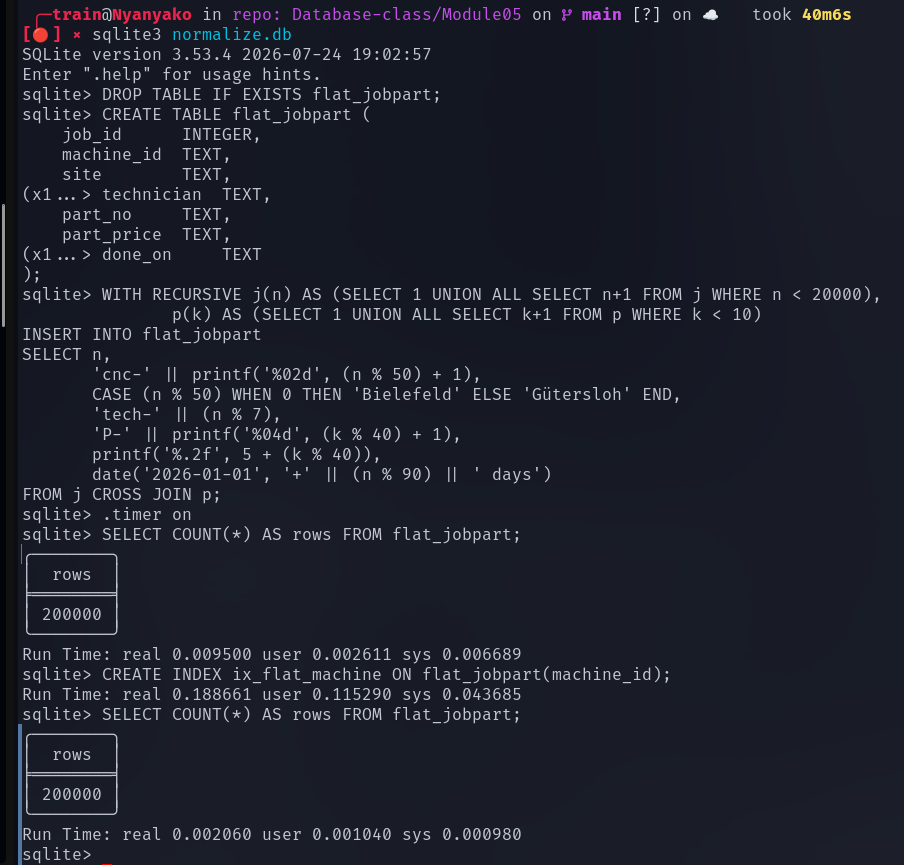 train@Nyanyako in repo: Database-class/Module05 on main [?] on ☁️ took 40m6s
[🔴] × sqlite3 normalize.db
SQLite version 3.53.4 2026-07-24 19:02:57
Enter ".help" for usage hints.
sqlite> DROP TABLE IF EXISTS flat_jobpart;
sqlite> CREATE TABLE flat_jobpart (
    job_id      INTEGER,
    machine_id  TEXT,
    site        TEXT,
(x1...> technician  TEXT,
    part_no     TEXT,
    part_price  TEXT,
(x1...> done_on     TEXT
);
sqlite> WITH RECURSIVE j(n) AS (SELECT 1 UNION ALL SELECT n+1 FROM j WHERE n < 20000),
               p(k) AS (SELECT 1 UNION ALL SELECT k+1 FROM p WHERE k < 10)
INSERT INTO flat_jobpart
SELECT n,
       'cnc-' || printf('%02d', (n % 50) + 1),
       CASE (n % 50) WHEN 0 THEN 'Bielefeld' ELSE 'Gütersloh' END,
       'tech-' || (n % 7),
       'P-' || printf('%04d', (k % 40) + 1),
       printf('%.2f', 5 + (k % 40)),
       date('2026-01-01', '+' || (n % 90) || ' days')
FROM j CROSS JOIN p;
sqlite> .timer on
sqlite> SELECT COUNT(*) AS rows FROM flat_jobpart;
rows
200000
Run Time: real 0.009500 user 0.002611 sys 0.006689
sqlite> CREATE INDEX ix_flat_machine ON flat_jobpart(machine_id);
Run Time: real 0.188661 user 0.115290 sys 0.043685
sqlite> SELECT COUNT(*) AS rows FROM flat_jobpart;
rows
200000
Run Time: real 0.002060 user 0.001040 sys 0.000980
sqlite>